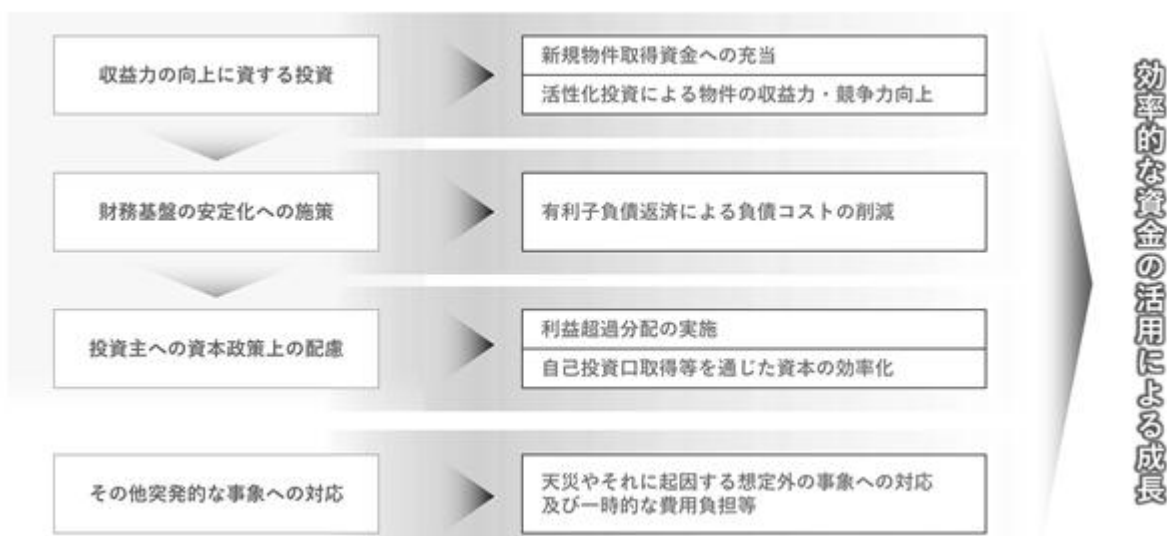 収益力の向上に資する投資
新規物件取得資金への充当
活性化投資による物件の収益力・競争力向上
財務基盤の安定化への施策
有利子負債返済による負債コストの削減
投資主への資本政策上の配慮
利益超過分配の実施
自己投資口取得等を通じた資本の効率化
その他突発的な事象への対応
天災やそれに起因する想定外の事象への対応
及び一時的な費用負担等
効率的な資金の活用による成長